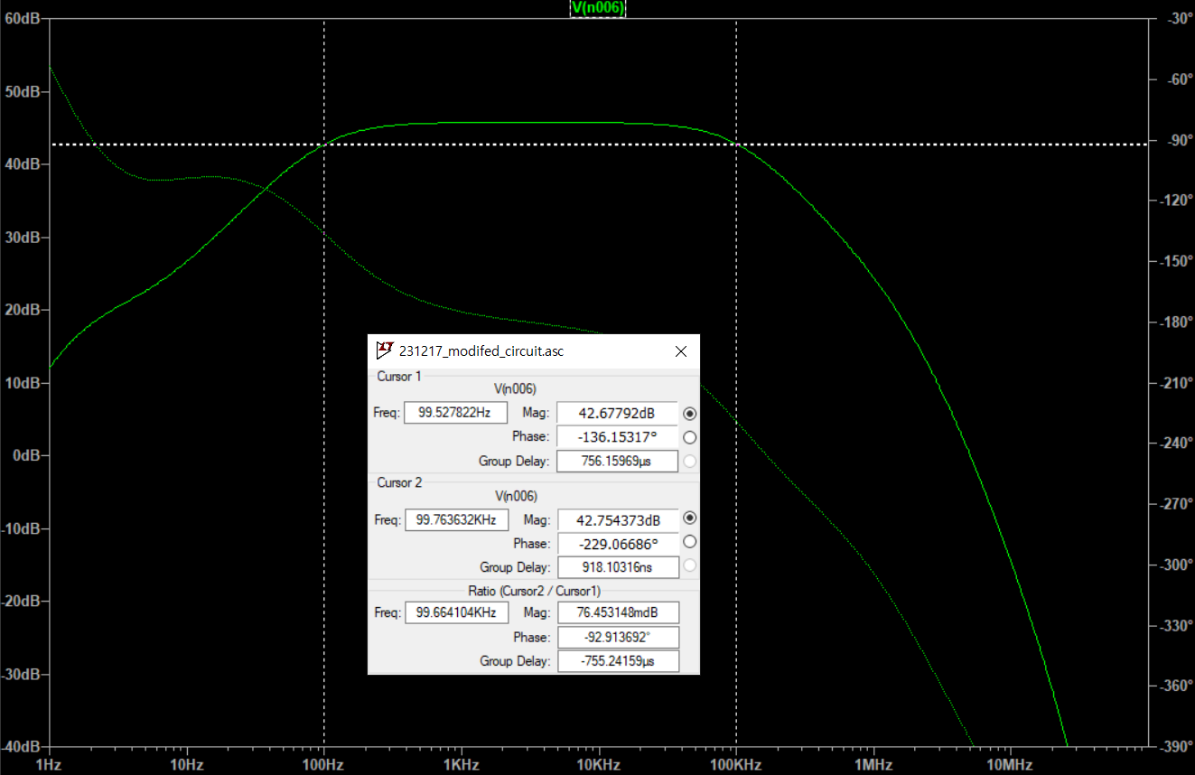 V(n006)
60dB
50dB
40dB
30dB
20dB
10dB
0dB
-10dB
-20dB
-30dB
-40dB
-30°
-60°
-90°
-120°
-150°
-180°
-210°
-240°
-270°
-300°
-330°
-360°
-390°
231217_modifed_circuit.asc
Cursor 1
V(n006)
Freq: 99.527822Hz Mag: 42.67792dB
Phase: -136.15317°
Group Delay: 756.15969µs
Cursor 2
V(n006)
Freq: 99.763632KHz Mag: 42.754373dB
Phase: -229.06686°
Group Delay: 918.10316ns
Ratio (Cursor2 / Cursor1)
Freq: 99.664104KHz Mag: 76.453148mdB
Phase: -92.913692°
Group Delay: -755.24159µs
1Hz 10Hz 100Hz 1KHz 10KHz 100KHz 1MHz 10MHz